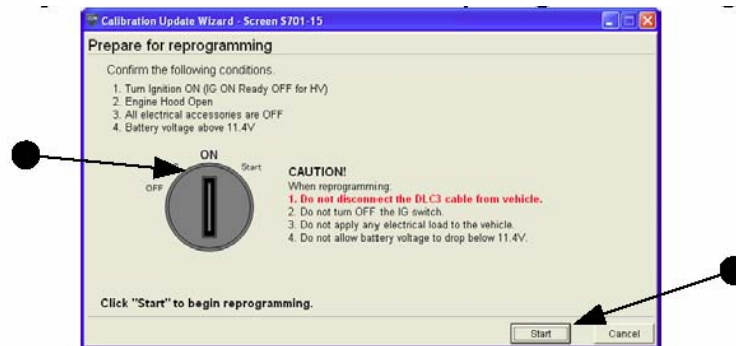 Calibration Update Wizard - Screen S701-15
Prepare for reprogramming
Confirm the following conditions.
1. Turn Ignition ON (IG ON Ready OFF for HV)
2. Engine Hood Open
3. All electrical accessories are OFF
4. Battery voltage above 11.4V
ON
Start
OFF
CAUTION!
When reprogramming:
1. Do not disconnect the DLC3 cable from vehicle.
2. Do not turn OFF the IG switch.
3. Do not apply any electrical load to the vehicle.
4. Do not allow battery voltage to drop below 11.4V.
Click "Start" to begin reprogramming.
Start
Cancel